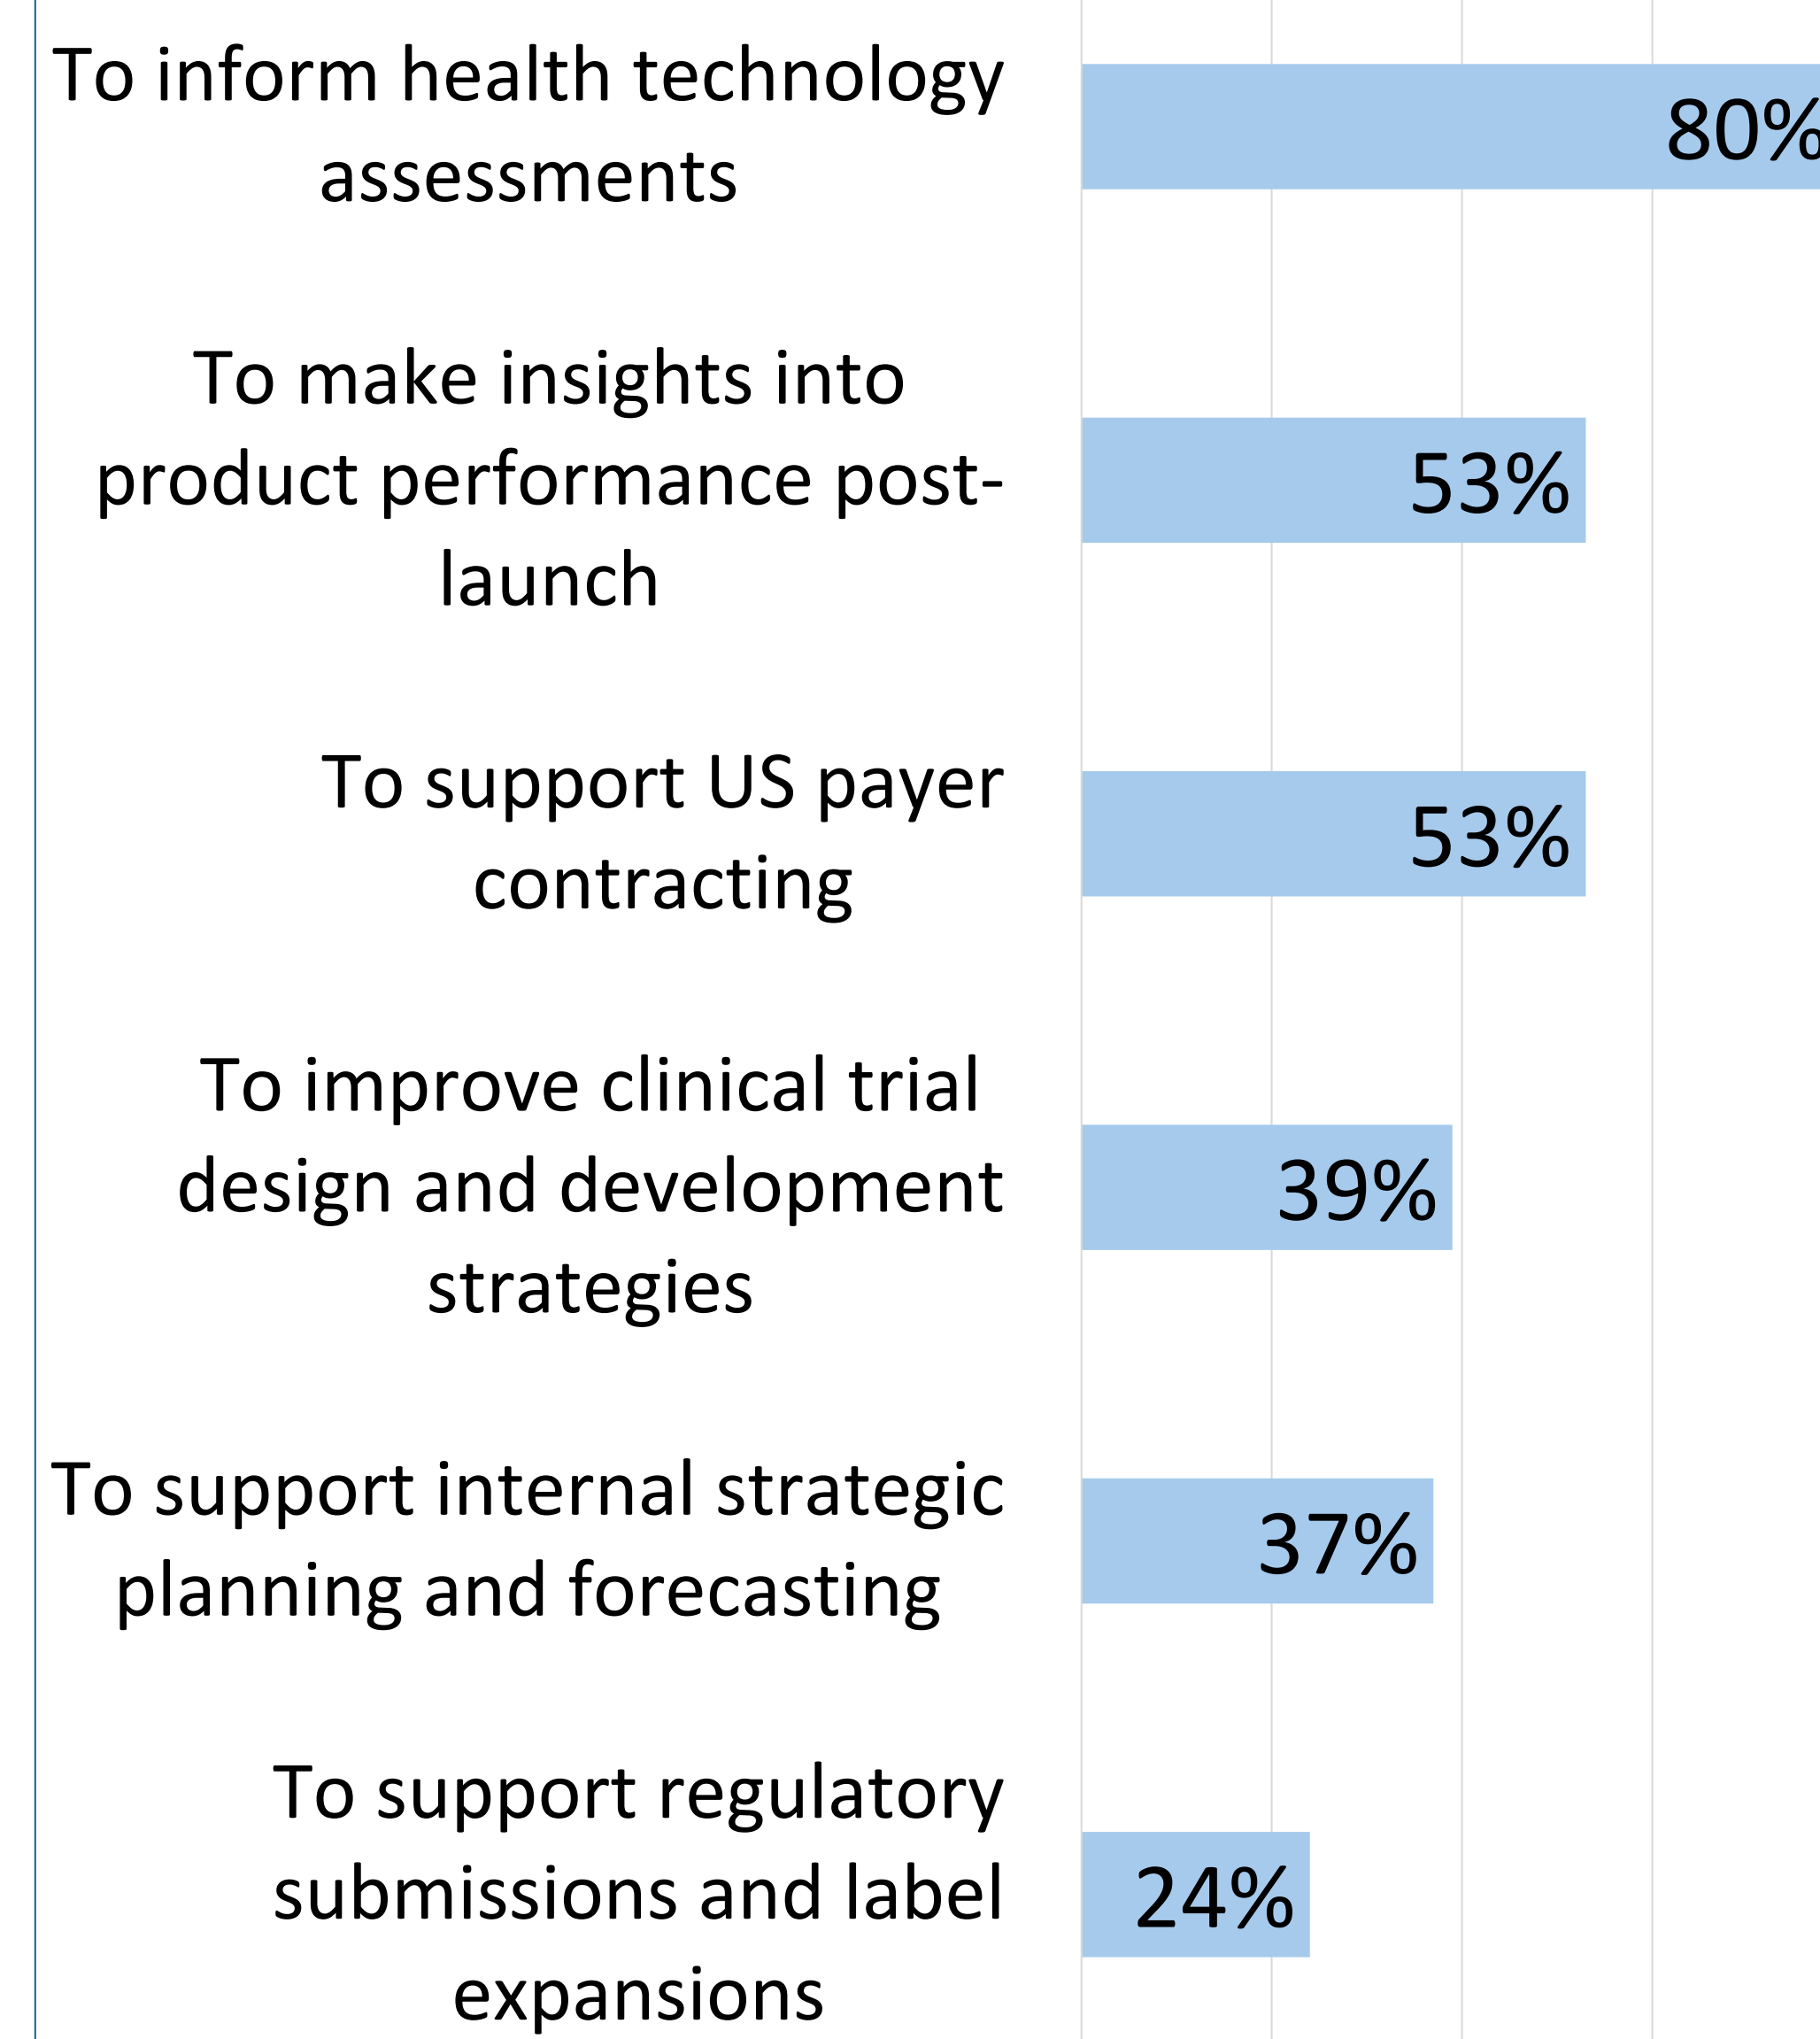 To inform health technology
assessments
80%
To make insights into
product performance post-
launch
53%
To support US payer
contracting
53%
To improve clinical trial
design and development
strategies
39%
To support internal strategic
planning and forecasting
37%
To support regulatory
submissions and label
expansions
24%